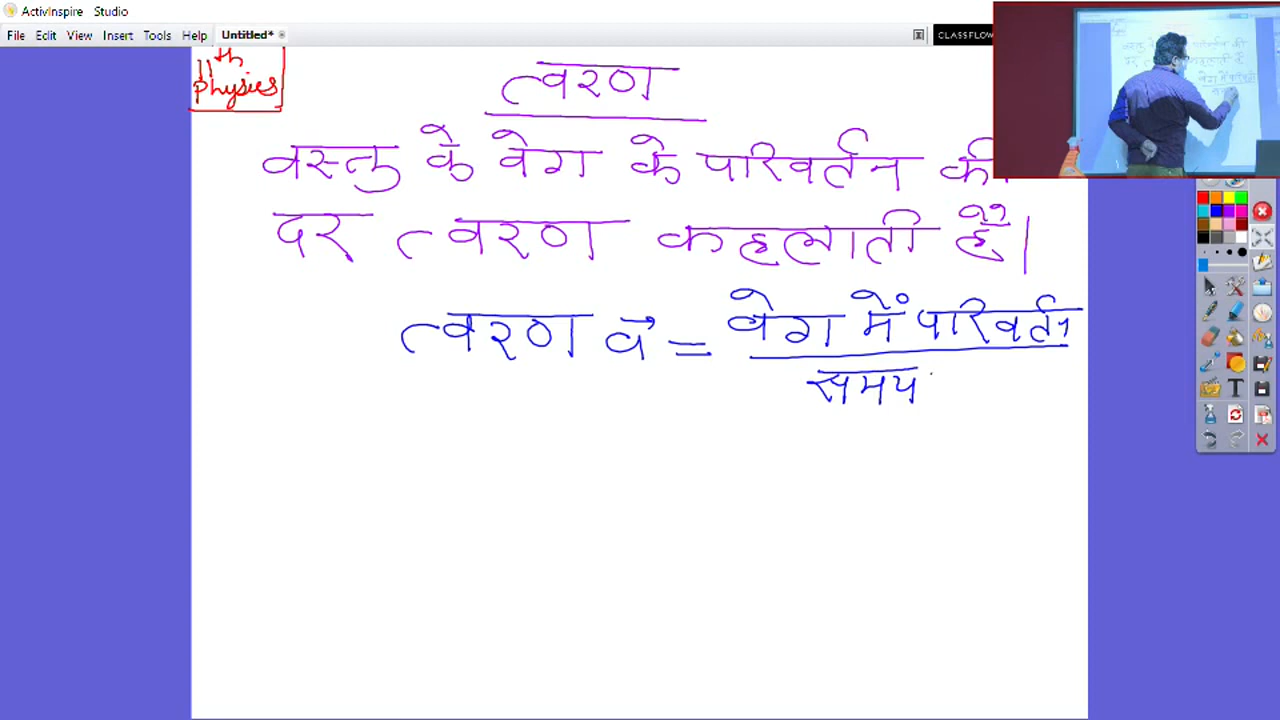 ActivInspire Studio
File Edit View Insert Tools Help Untitled*
CLASSFLOW
11th
physics
त्वरण
वस्तु के वेग के परिवर्तन की
दर त्वरण कहलाती हैं।
त्वरण a = वेग में परिवर्तन
समय